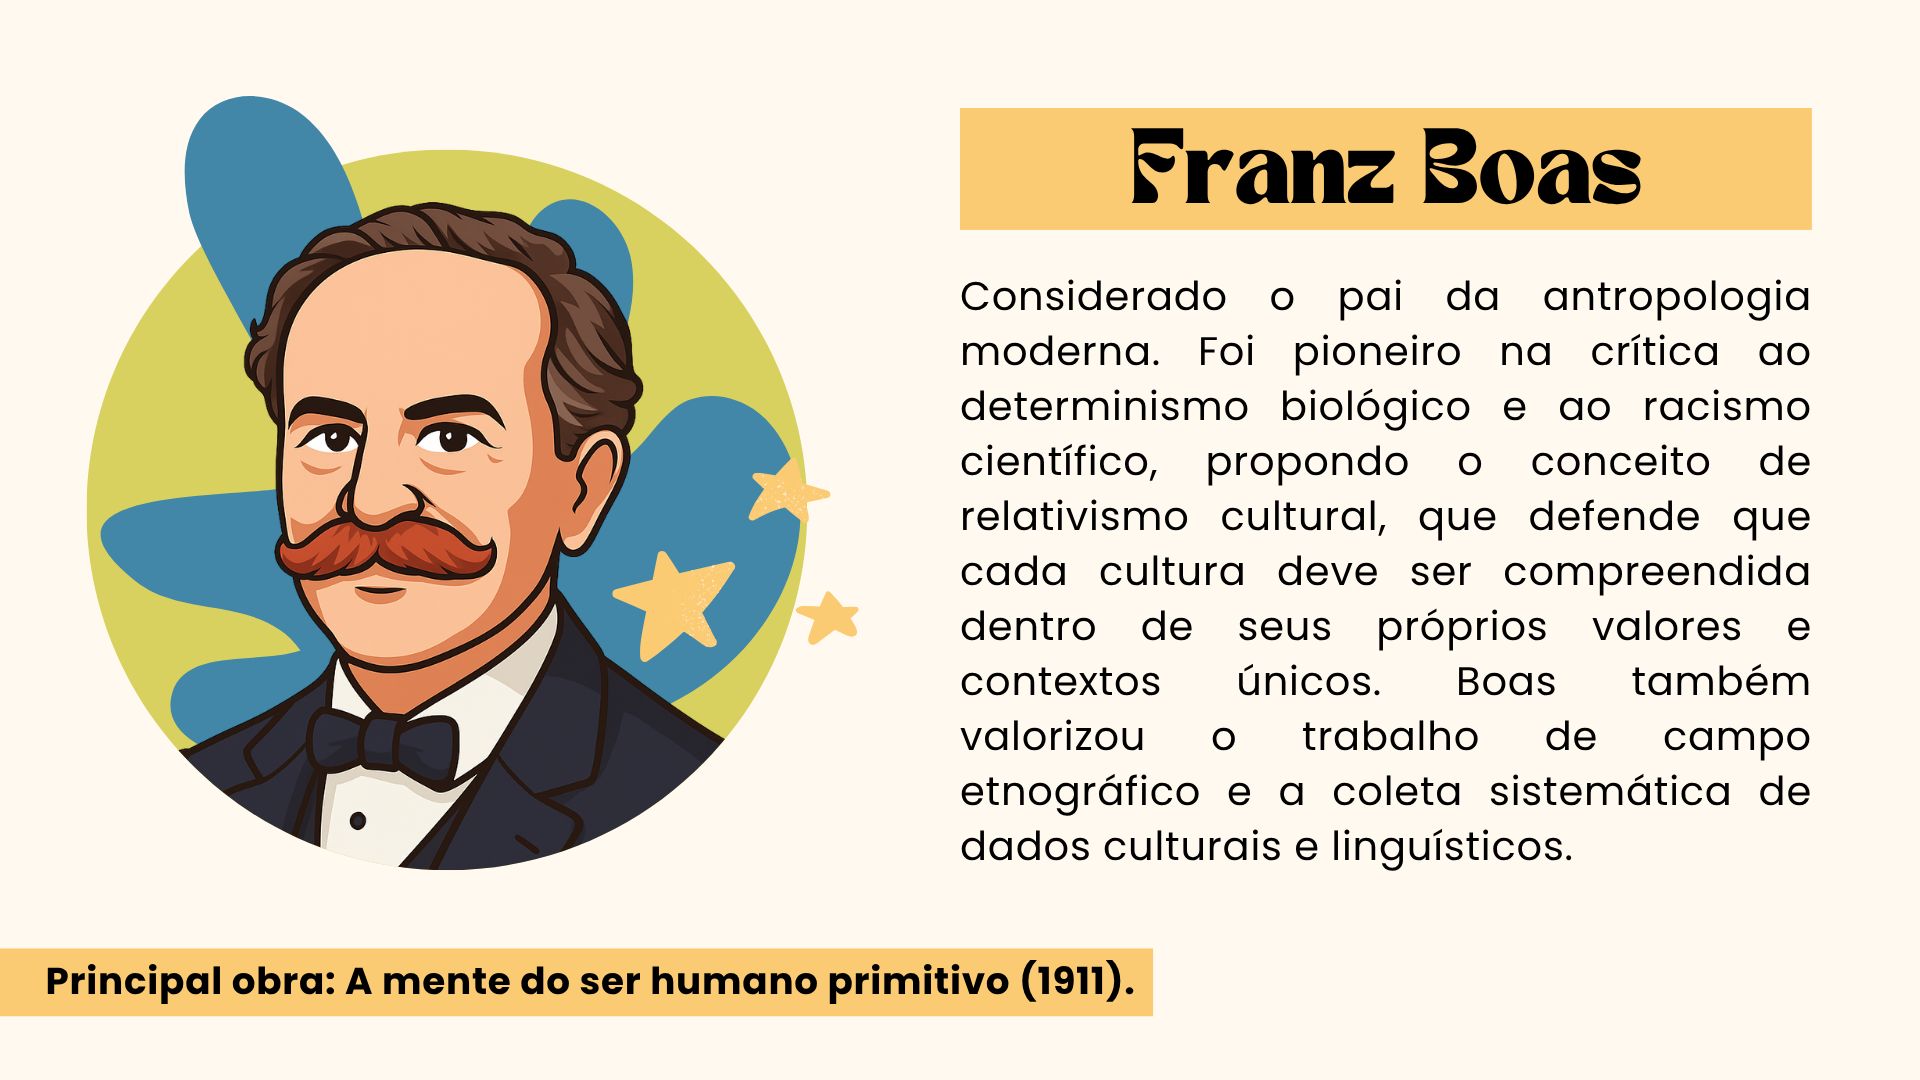 Franz Boas
Considerado o pai da antropologia
moderna. Foi pioneiro na crítica ao
determinismo biológico e ao racismo
científico, propondo o conceito de
relativismo cultural, que defende que
cada cultura deve ser compreendida
dentro de seus próprios valores e
contextos únicos. Boas também
valorizou o trabalho de campo
etnográfico e a coleta sistemática de
dados culturais e linguísticos.
Principal obra: A mente do ser humano primitivo (1911).